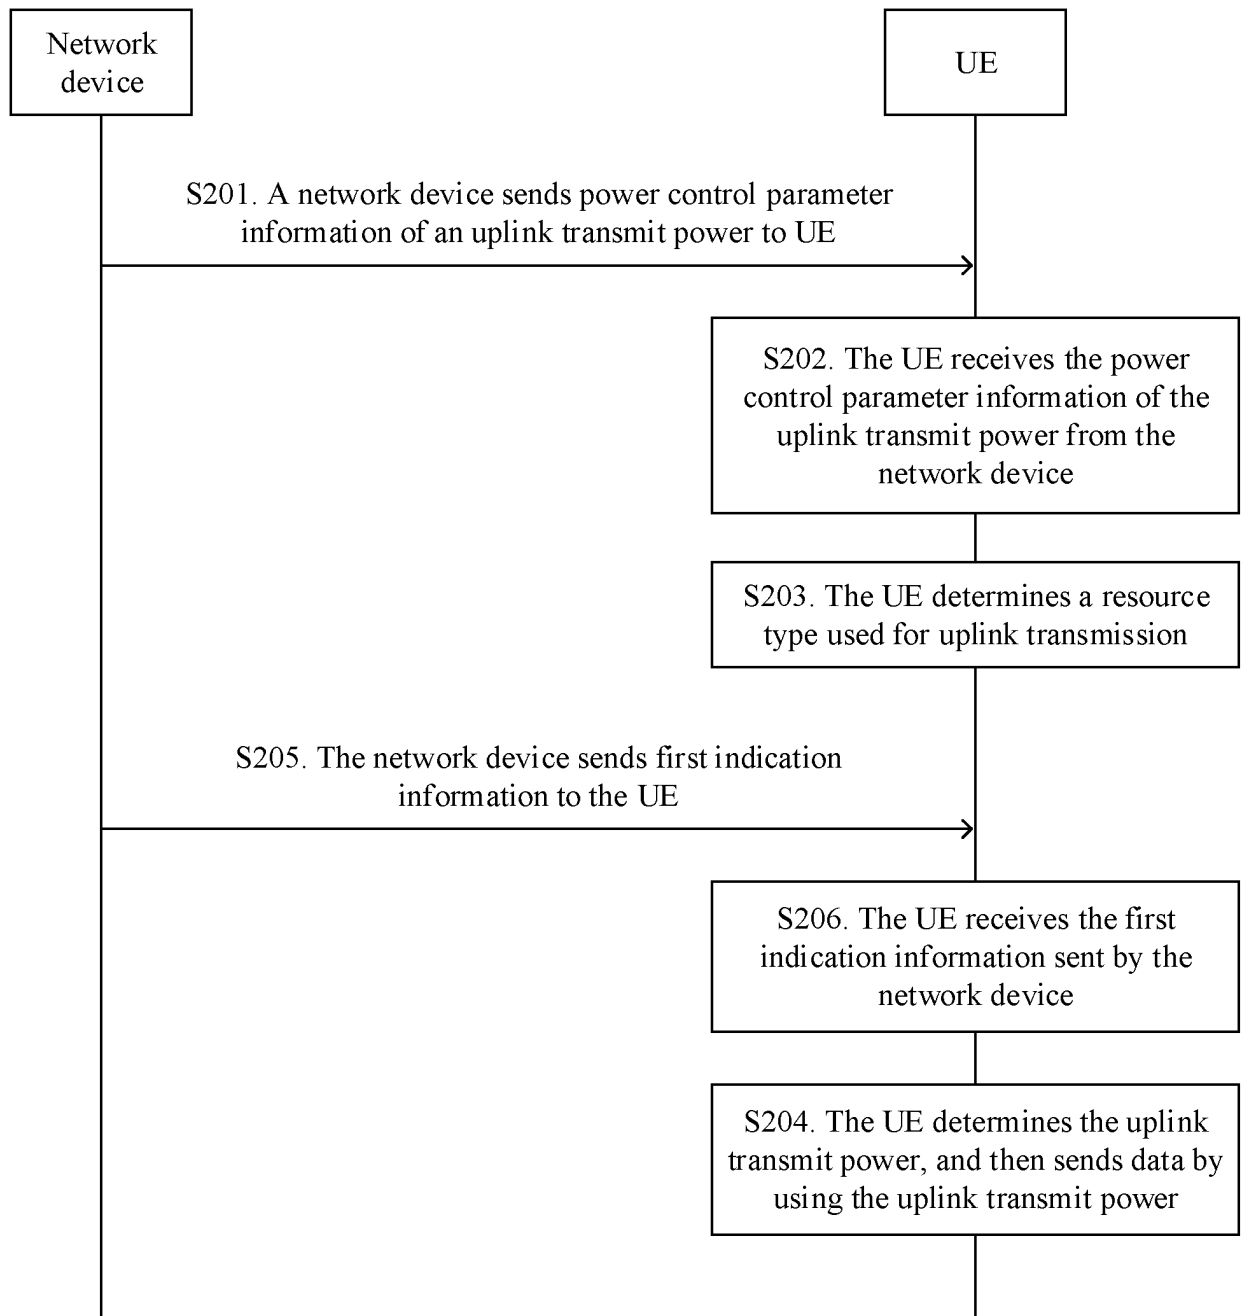 Network
device
UE
S201. A network device sends power control parameter
information of an uplink transmit power to UE
S202. The UE receives the power
control parameter information of the
uplink transmit power from the
network device
S203. The UE determines a resource
type used for uplink transmission
S205. The network device sends first indication
information to the UE
S206. The UE receives the first
indication information sent by the
network device
S204. The UE determines the uplink
transmit power, and then sends data by
using the uplink transmit power